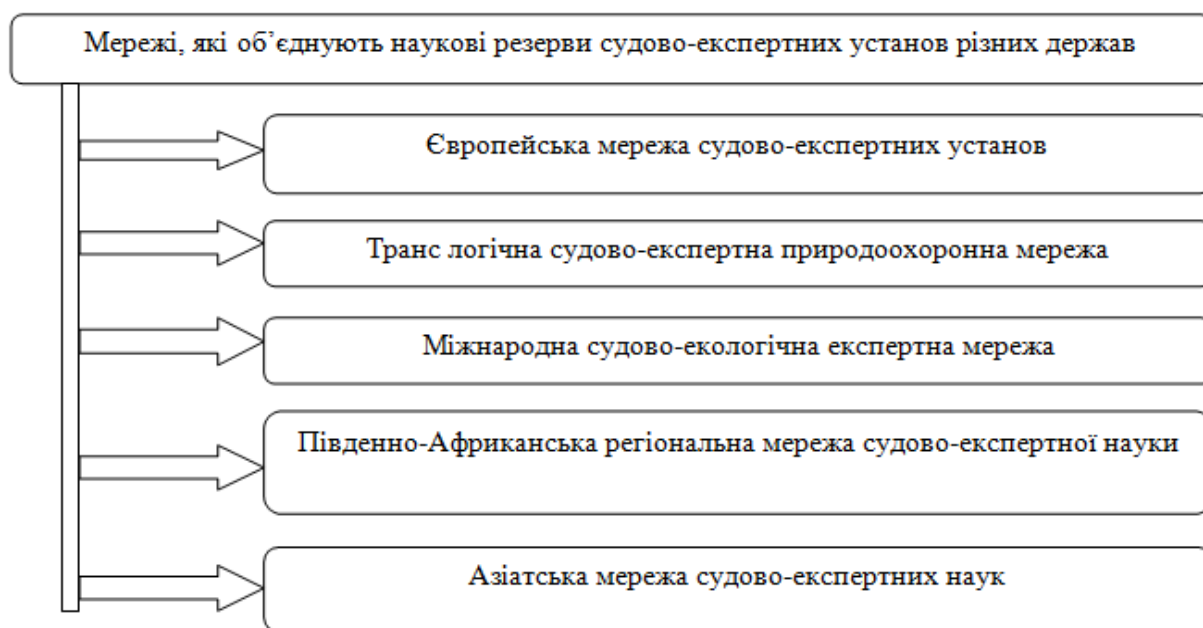 Мережі, які об’єднують наукові резерви судово-експертних установ різних держав
Європейська мережа судово-експертних установ
Транс логічна судово-експертна природоохоронна мережа
Міжнародна судово-екологічна експертна мережа
Південно-Африканська регіональна мережа судово-експертної науки
Азіатська мережа судово-експертних наук